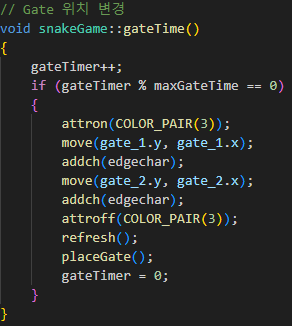 // Gate 위치 변경
void snakeGame::gateTime()
{
    gateTimer++;
    if (gateTimer % maxGateTime == 0)
    {
        attron(COLOR_PAIR(3));
        move(gate_1.y, gate_1.x);
        addch(edgechar);
        move(gate_2.y, gate_2.x);
        addch(edgechar);
        attroff(COLOR_PAIR(3));
        refresh();
        placeGate();
        gateTimer = 0;
    }
}